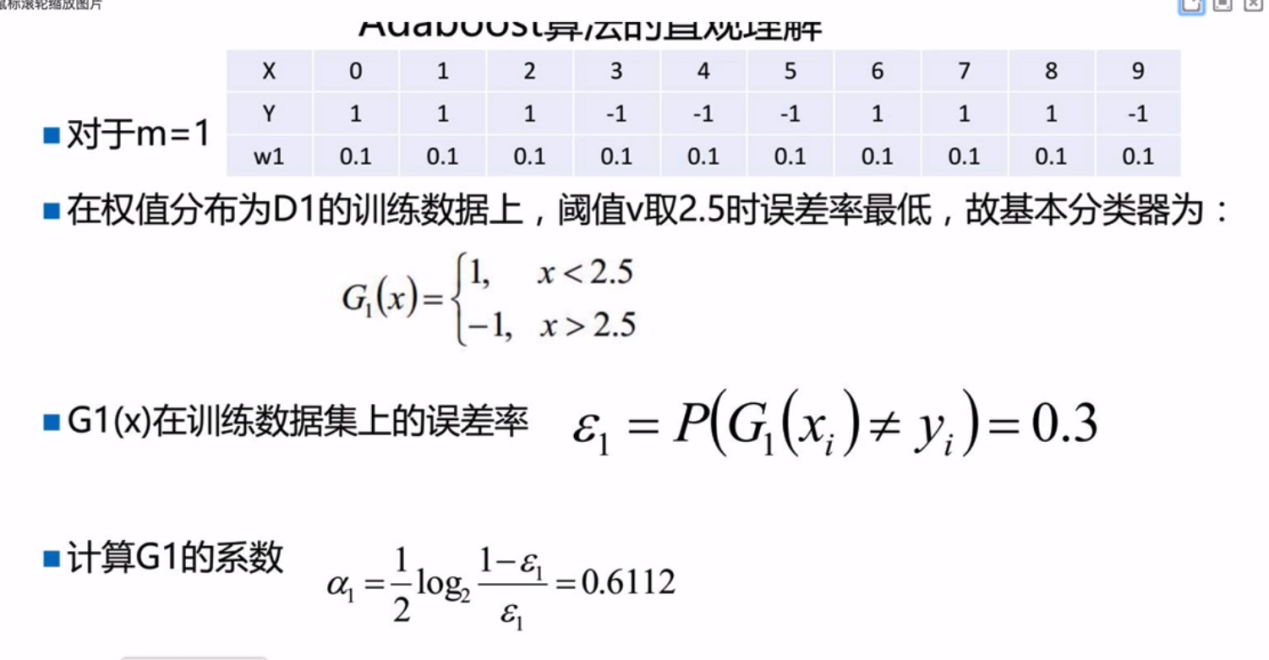 鼠标滚轮缩放图片
Adaboost算法的直观理解
X 0 1 2 3 4 5 6 7 8 9
Y 1 1 1 -1 -1 -1 1 1 1 -1
■对于m=1
w1 0.1 0.1 0.1 0.1 0.1 0.1 0.1 0.1 0.1 0.1
■在权值分布为D1的训练数据上，阈值v取2.5时误差率最低，故基本分类器为：
G₁(x)={1, x<2.5
−1, x>2.5
■G1(x)在训练数据集上的误差率 ε₁ = P(G₁(xᵢ)≠ yᵢ)= 0.3
■计算G1的系数
α₁ = 1/2 log₂ (1−ε₁)/ε₁ = 0.6112